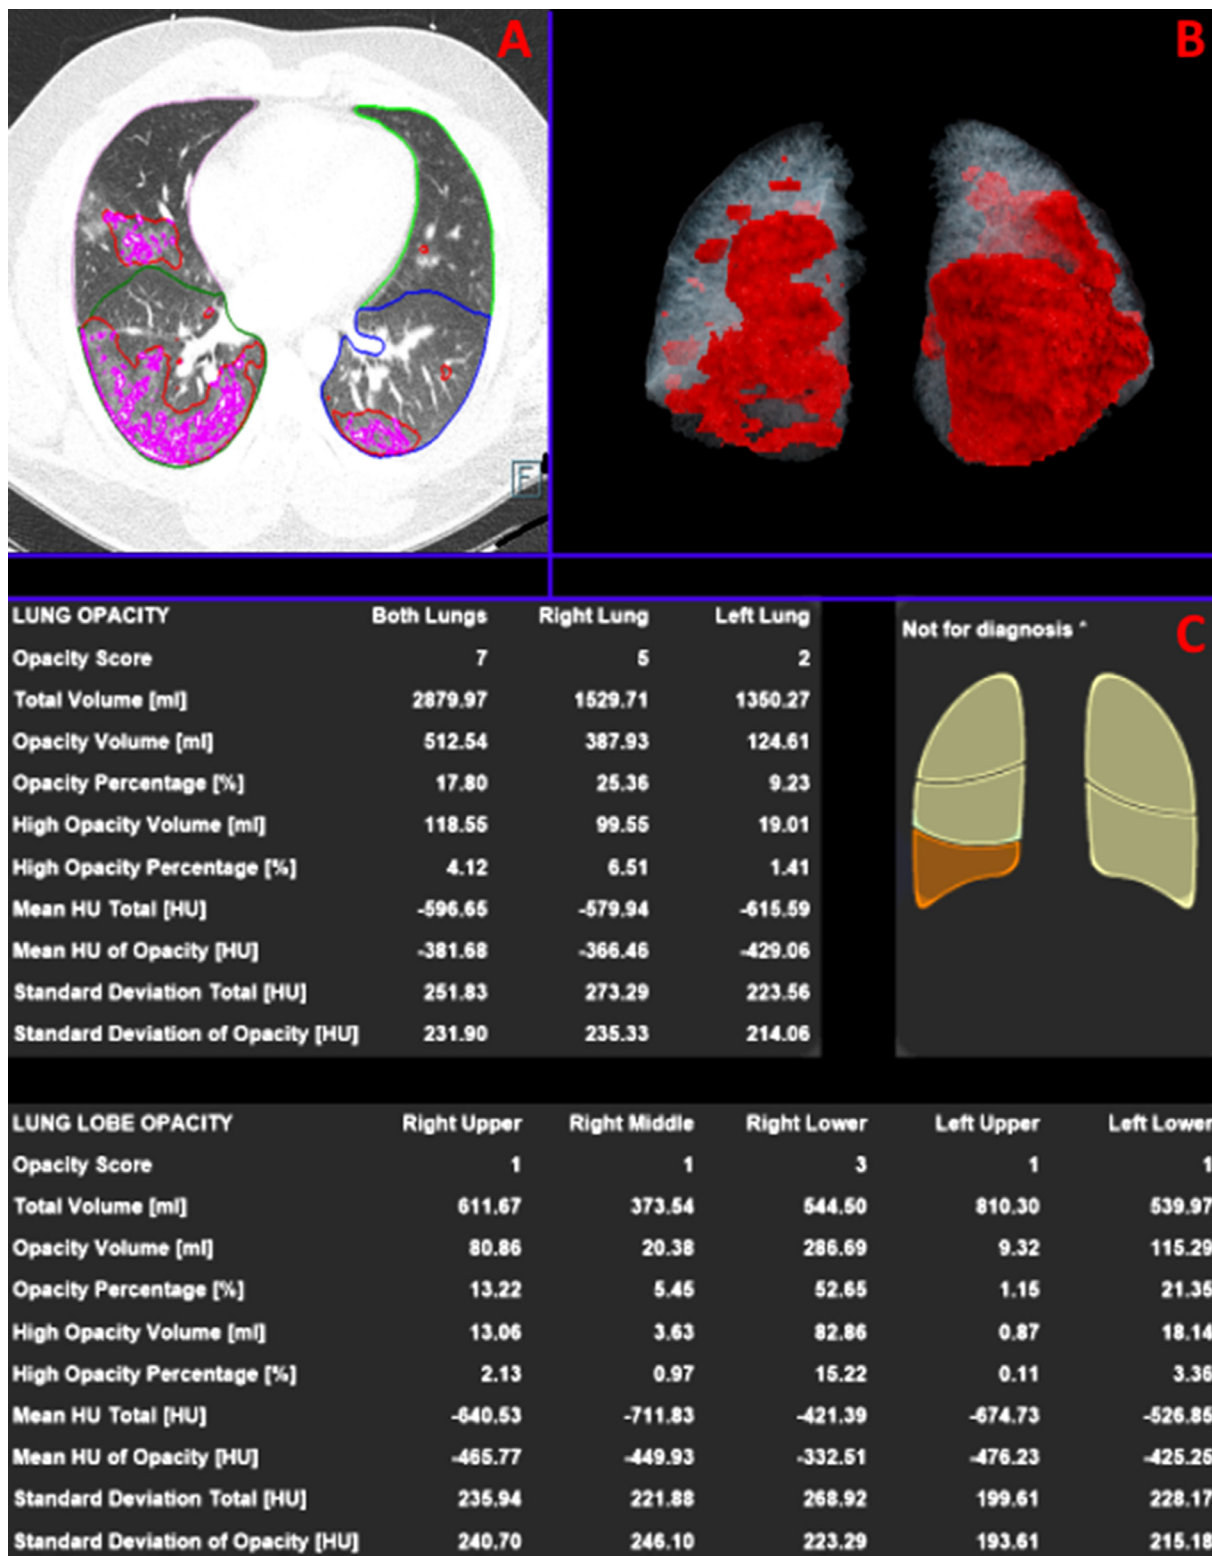 A
B
F
LUNG OPACITY Both Lungs Right Lung Left Lung
Opacity Score 7 5 2
Total Volume [ml] 2879.97 1529.71 1350.27
Opacity Volume [ml] 512.54 387.93 124.61
Opacity Percentage [%] 17.80 25.36 9.23
High Opacity Volume [ml] 118.55 99.55 19.01
High Opacity Percentage [%] 4.12 6.51 1.41
Mean HU Total [HU] -596.65 -579.94 -615.59
Mean HU of Opacity [HU] -381.68 -366.46 -429.06
Standard Deviation Total [HU] 251.83 273.29 223.56
Standard Deviation of Opacity [HU] 231.90 235.33 214.06
Not for diagnosis ^
C
LUNG LOBE OPACITY Right Upper Right Middle Right Lower Left Upper Left Lower
Opacity Score 1 1 3 1 1
Total Volume [ml] 611.67 373.54 544.50 810.30 539.97
Opacity Volume [ml] 80.86 20.38 286.69 9.32 115.29
Opacity Percentage [%] 13.22 5.45 52.65 1.15 21.35
High Opacity Volume [ml] 13.06 3.63 82.86 0.87 18.14
High Opacity Percentage [%] 2.13 0.97 15.22 0.11 3.36
Mean HU Total [HU] -640.53 -711.83 -421.39 -674.73 -526.85
Mean HU of Opacity [HU] -465.77 -449.93 -332.51 -476.23 -425.25
Standard Deviation Total [HU] 235.94 221.88 268.92 199.61 228.17
Standard Deviation of Opacity [HU] 240.70 246.10 223.29 193.61 215.18